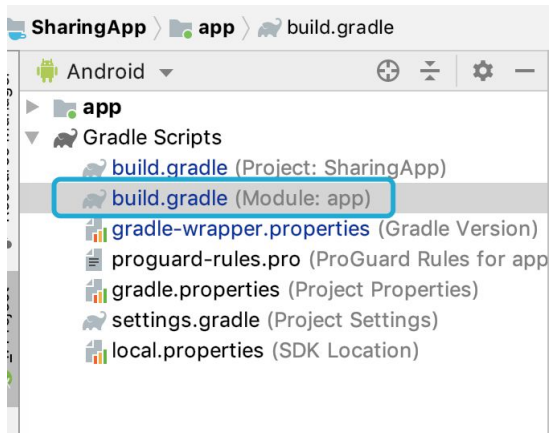 SharingApp app build.gradle
Android
app
Gradle Scripts
build.gradle (Project: SharingApp)
build.gradle (Module: app)
gradle-wrapper.properties (Gradle Version)
proguard-rules.pro (ProGuard Rules for app
gradle.properties (Project Properties)
settings.gradle (Project Settings)
local.properties (SDK Location)